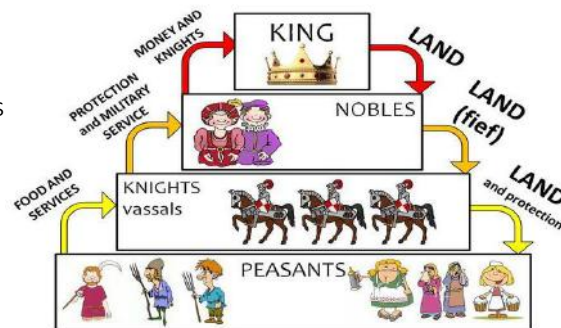 MONEY AND
KNIGHTS
KING
LAND
PROTECTION
and MILITARY
SERVICE
NOBLES
LAND
(fief)
FOOD AND
SERVICES
KNIGHTS
vassals
LAND
and protection
PEASANTS
s